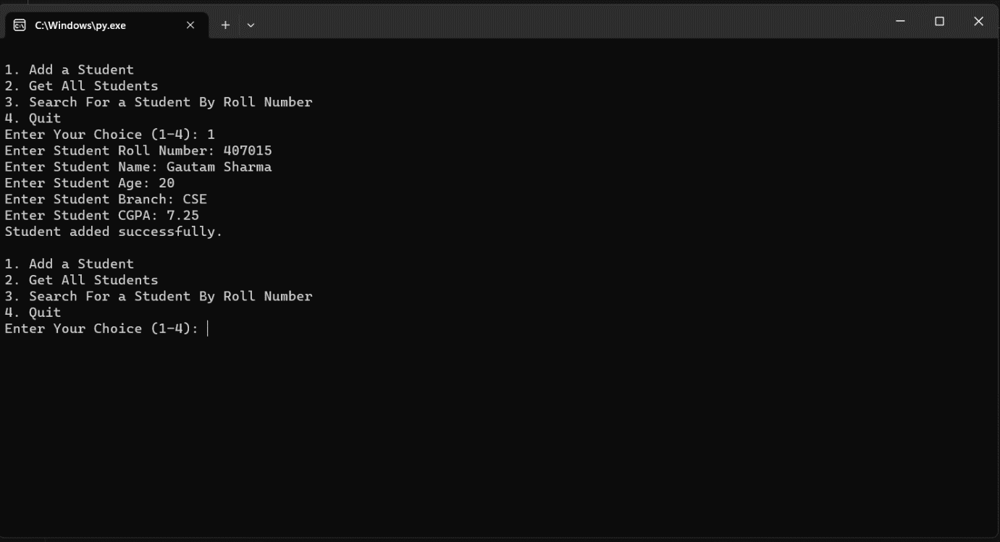 C:\Windows\py.exe
1. Add a Student
2. Get All Students
3. Search For a Student By Roll Number
4. Quit
Enter Your Choice (1-4): 1
Enter Student Roll Number: 407015
Enter Student Name: Gautam Sharma
Enter Student Age: 20
Enter Student Branch: CSE
Enter Student CGPA: 7.25
Student added successfully.
1. Add a Student
2. Get All Students
3. Search For a Student By Roll Number
4. Quit
Enter Your Choice (1-4):